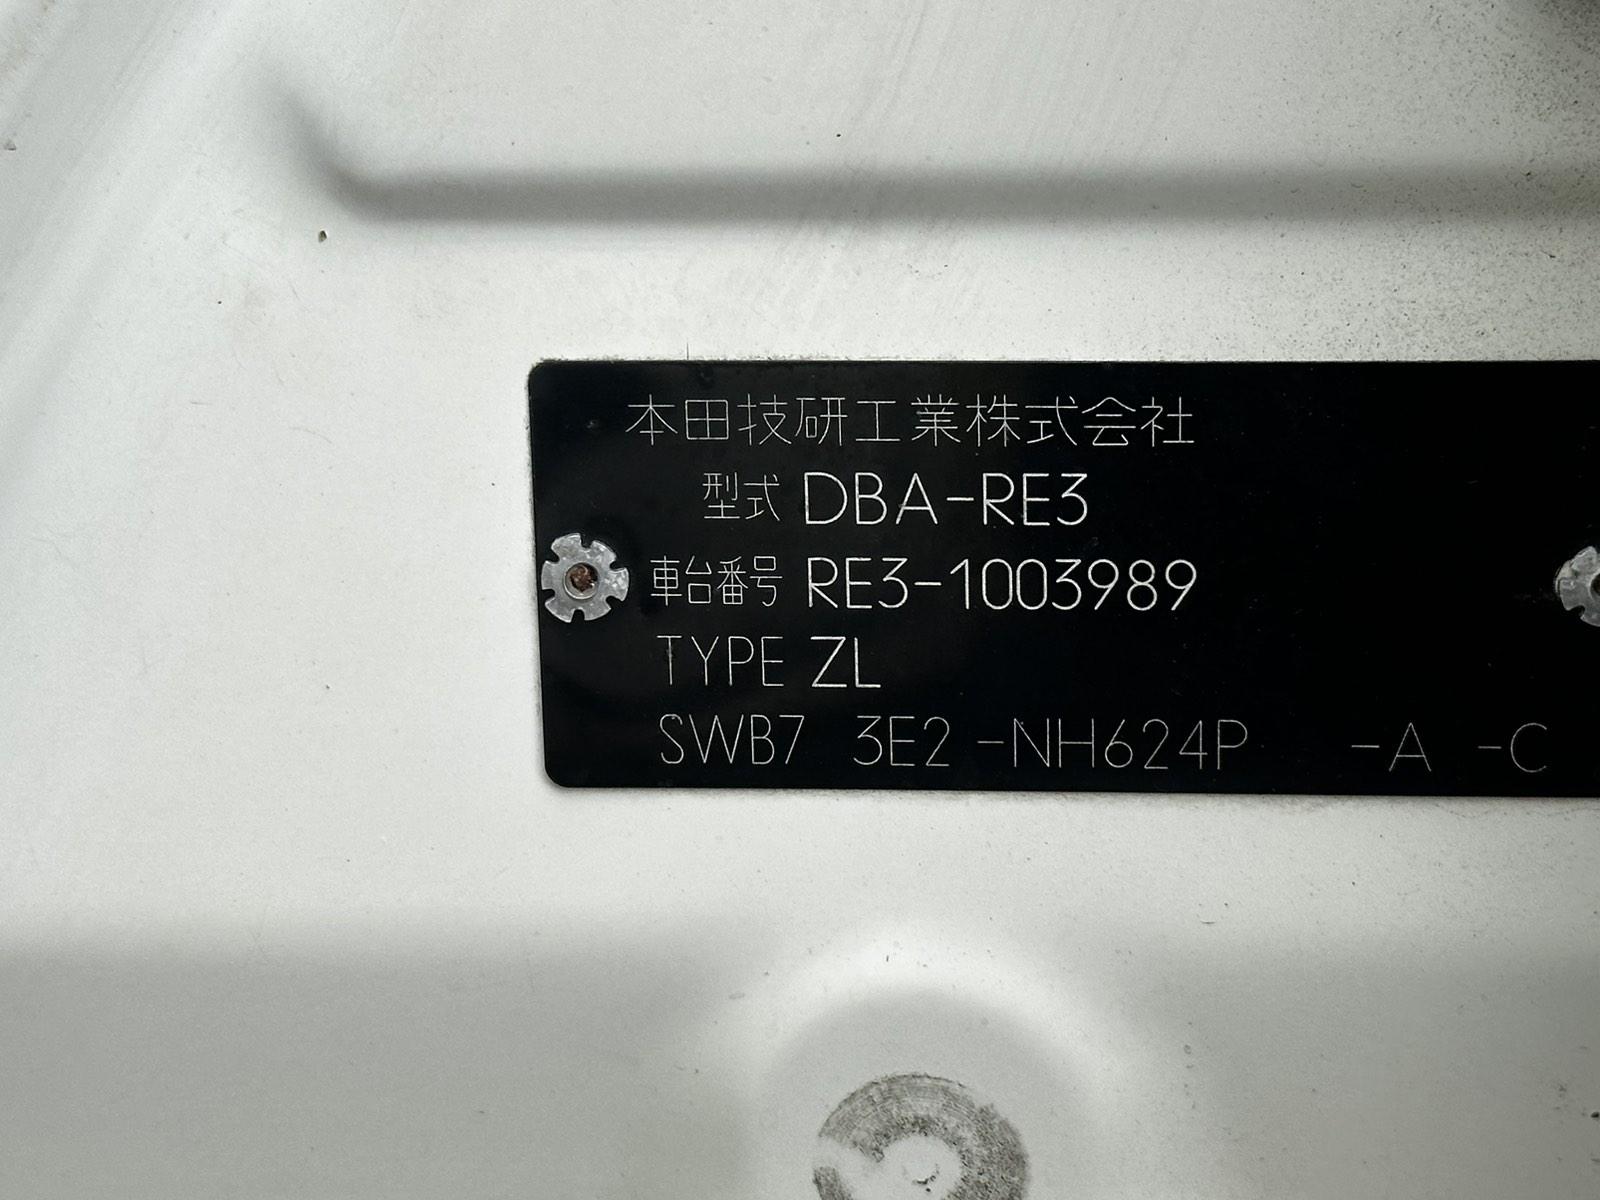 本田技研工業株式会社
型式 DBA-RE3
車台番号 RE3-1003989
TYPE ZL
SWB7 3E2 -NH624P -A -C